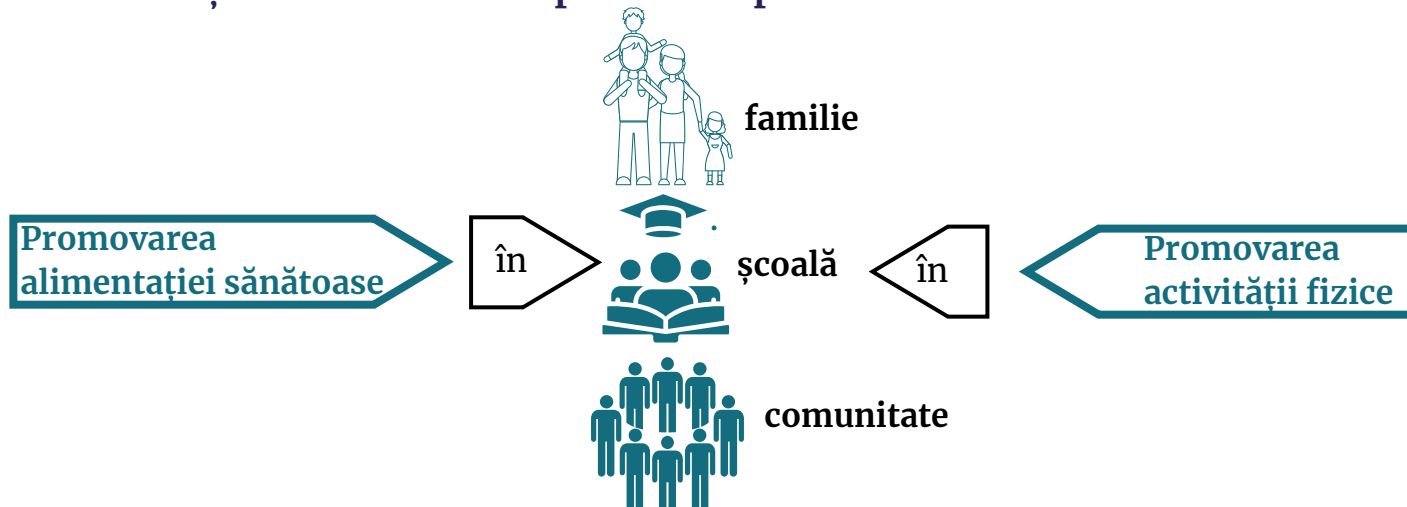 familie
Promovarea
alimentației sănătoase
în
școală
în
Promovarea
activității fizice
comunitate